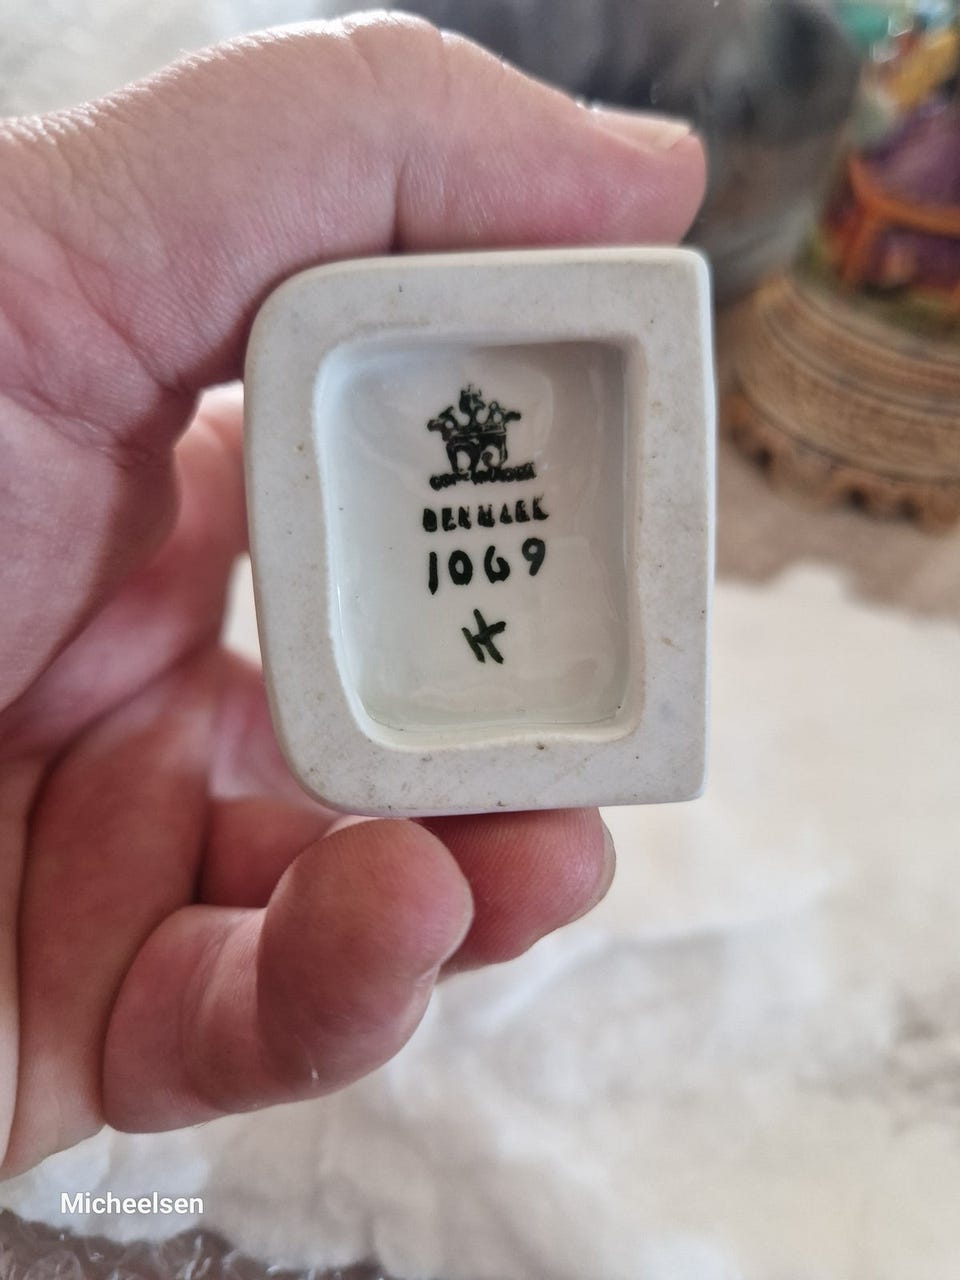 DENMARK
1069
H
Micheelsen